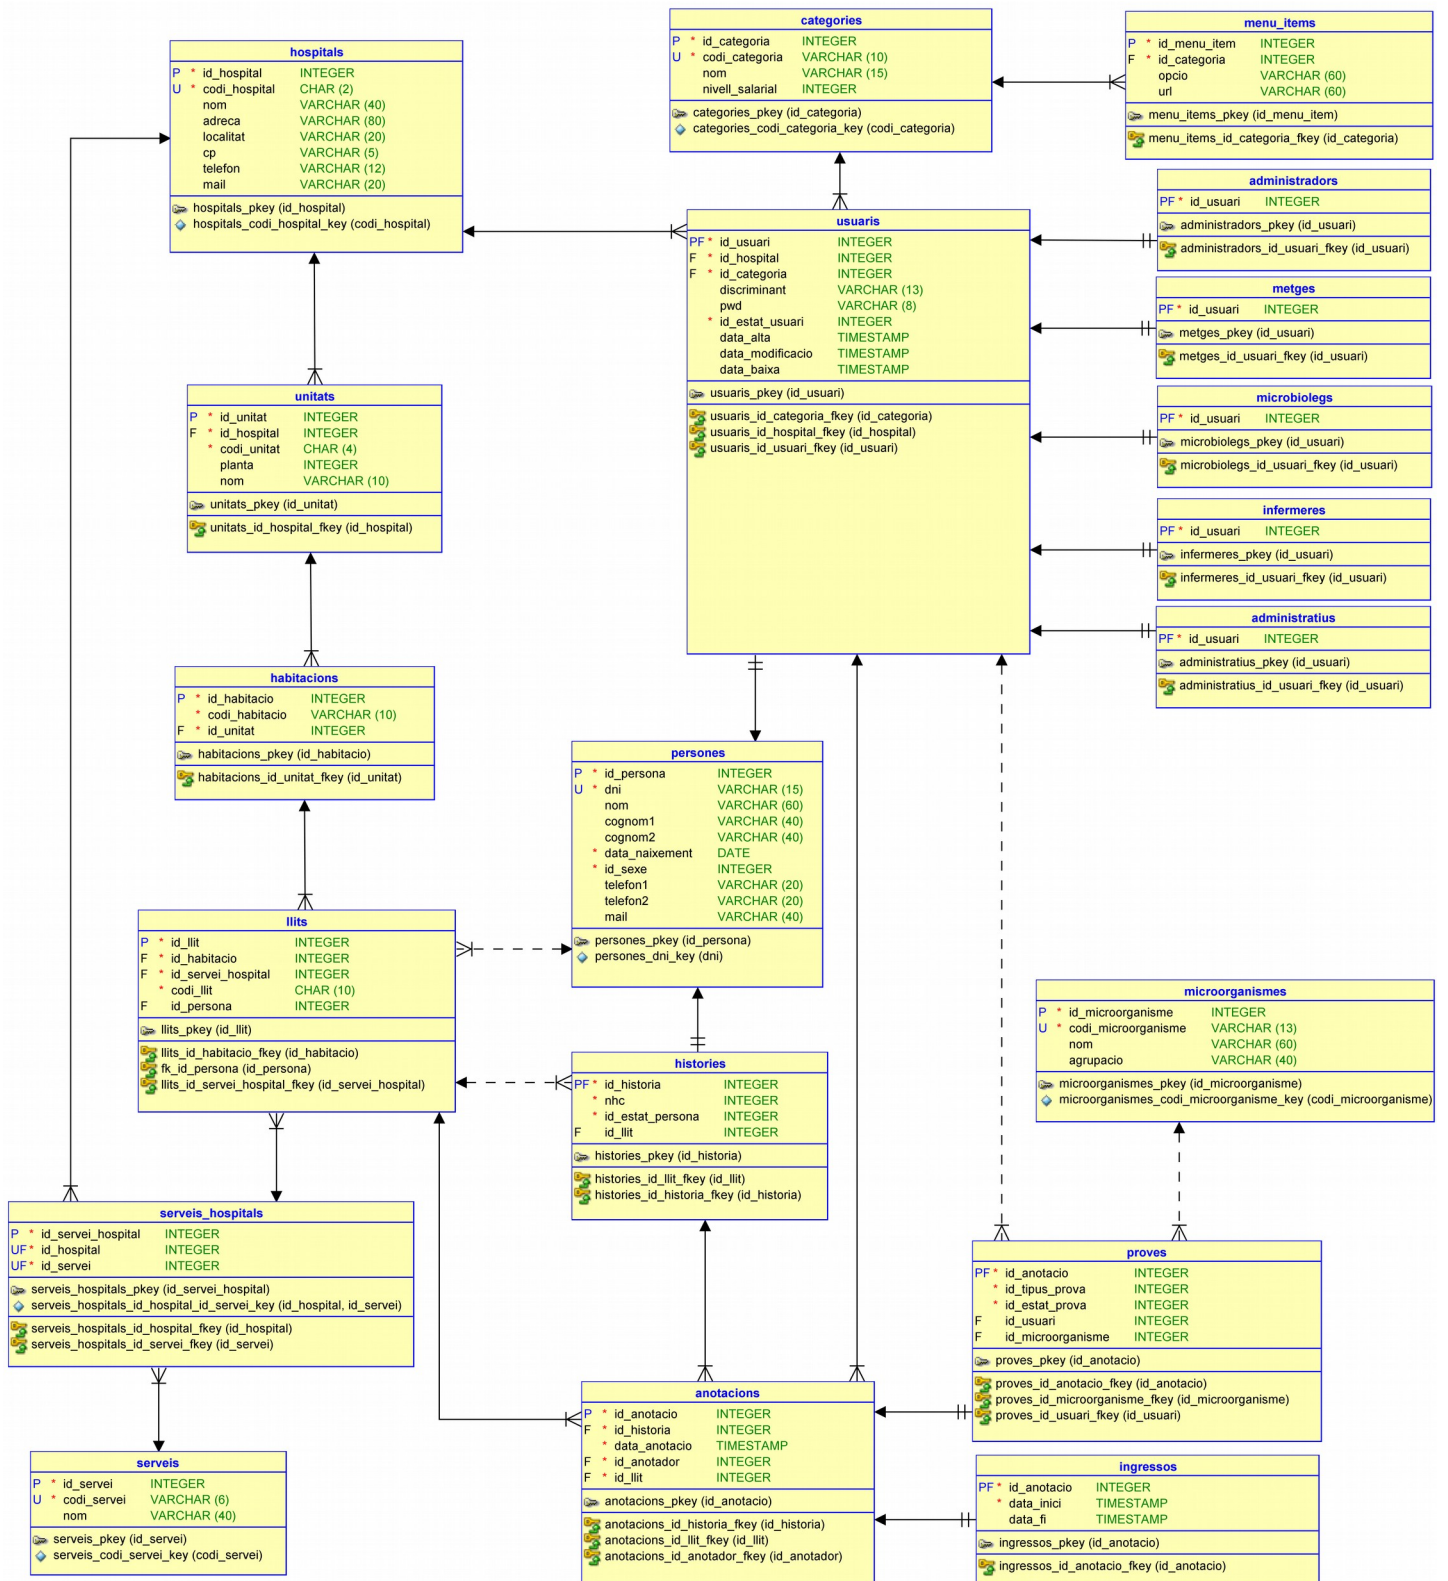 hospitals
P * id_hospital INTEGER
U * codi_hospital CHAR (2)
nom VARCHAR (40)
adreca VARCHAR (80)
localitat VARCHAR (20)
cp VARCHAR (5)
telefon VARCHAR (12)
mail VARCHAR (20)
hospitals_pkey (id_hospital)
hospitals_codi_hospital_key (codi_hospital)
categories
P * id_categoria INTEGER
U * codi_categoria VARCHAR (10)
nom VARCHAR (15)
nivell_salarial INTEGER
categories_pkey (id_categoria)
categories_codi_categoria_key (codi_categoria)
menu_items
P * id_menu_item INTEGER
F * id_categoria INTEGER
opcio VARCHAR (60)
url VARCHAR (60)
menu_items_pkey (id_menu_item)
menu_items_id_categoria_fkey (id_categoria)
administradors
PF * id_usuari INTEGER
administradors_pkey (id_usuari)
administradors_id_usuari_fkey (id_usuari)
usuaris
PF * id_usuari INTEGER
F * id_hospital INTEGER
F * id_categoria INTEGER
discriminant VARCHAR (13)
pwd VARCHAR (8)
* id_estat_usuari INTEGER
data_alta TIMESTAMP
data_modificacio TIMESTAMP
data_baixa TIMESTAMP
usuaris_pkey (id_usuari)
usuaris_id_categoria_fkey (id_categoria)
usuaris_id_hospital_fkey (id_hospital)
usuaris_id_usuari_fkey (id_usuari)
metges
PF * id_usuari INTEGER
metges_pkey (id_usuari)
metges_id_usuari_fkey (id_usuari)
microbiolegs
PF * id_usuari INTEGER
microbiolegs_pkey (id_usuari)
microbiolegs_id_usuari_fkey (id_usuari)
infermeres
PF * id_usuari INTEGER
infermeres_pkey (id_usuari)
infermeres_id_usuari_fkey (id_usuari)
administratius
PF * id_usuari INTEGER
administratius_pkey (id_usuari)
administratius_id_usuari_fkey (id_usuari)
unitats
P * id_unitat INTEGER
F * id_hospital INTEGER
* codi_unitat CHAR (4)
planta INTEGER
nom VARCHAR (10)
unitats_pkey (id_unitat)
unitats_id_hospital_fkey (id_hospital)
habitacions
P * id_habitacio INTEGER
* codi_habitacio VARCHAR (10)
F * id_unitat INTEGER
habitacions_pkey (id_habitacio)
habitacions_id_unitat_fkey (id_unitat)
persones
P * id_persona INTEGER
U * dni VARCHAR (15)
nom VARCHAR (60)
cognom1 VARCHAR (40)
cognom2 VARCHAR (40)
* data_naixement DATE
* id_sexe INTEGER
telefon1 VARCHAR (20)
telefon2 VARCHAR (20)
mail VARCHAR (40)
persones_pkey (id_persona)
persones_dni_key (dni)
llits
P * id_llit INTEGER
F * id_habitacio INTEGER
F * id_servei_hospital INTEGER
* codi_llit CHAR (10)
F id_persona INTEGER
llits_pkey (id_llit)
llits_id_habitacio_fkey (id_habitacio)
fk_id_persona (id_persona)
llits_id_servei_hospital_fkey (id_servei_hospital)
microorganismes
P * id_microorganisme INTEGER
U * codi_microorganisme VARCHAR (13)
nom VARCHAR (60)
agrupacio VARCHAR (40)
microorganismes_pkey (id_microorganisme)
microorganismes_codi_microorganisme_key (codi_microorganisme)
histories
PF * id_historia INTEGER
* nhc INTEGER
* id_estat_persona INTEGER
F id_llit INTEGER
histories_pkey (id_historia)
histories_id_llit_fkey (id_llit)
histories_id_historia_fkey (id_historia)
serveis_hospitals
P * id_servei_hospital INTEGER
UF * id_hospital INTEGER
UF * id_servei INTEGER
serveis_hospitals_pkey (id_servei_hospital)
serveis_hospitals_id_hospital_id_servei_key (id_hospital, id_servei)
serveis_hospitals_id_hospital_fkey (id_hospital)
serveis_hospitals_id_servei_fkey (id_servei)
proves
PF * id_anotacio INTEGER
* id_tipus_prova INTEGER
* id_estat_prova INTEGER
F id_usuari INTEGER
F id_microorganisme INTEGER
proves_pkey (id_anotacio)
proves_id_anotacio_fkey (id_anotacio)
proves_id_microorganisme_fkey (id_microorganisme)
proves_id_usuari_fkey (id_usuari)
anotacions
P * id_anotacio INTEGER
F * id_historia INTEGER
* data_anotacio TIMESTAMP
F * id_anotador INTEGER
F * id_llit INTEGER
anotacions_pkey (id_anotacio)
anotacions_id_historia_fkey (id_historia)
anotacions_id_llit_fkey (id_llit)
anotacions_id_anotador_fkey (id_anotador)
serveis
P * id_servei INTEGER
U * codi_servei VARCHAR (6)
nom VARCHAR (40)
serveis_pkey (id_servei)
serveis_codi_servei_key (codi_servei)
ingressos
PF * id_anotacio INTEGER
* data_inici TIMESTAMP
data_fi TIMESTAMP
ingressos_pkey (id_anotacio)
ingressos_id_anotacio_fkey (id_anotacio)